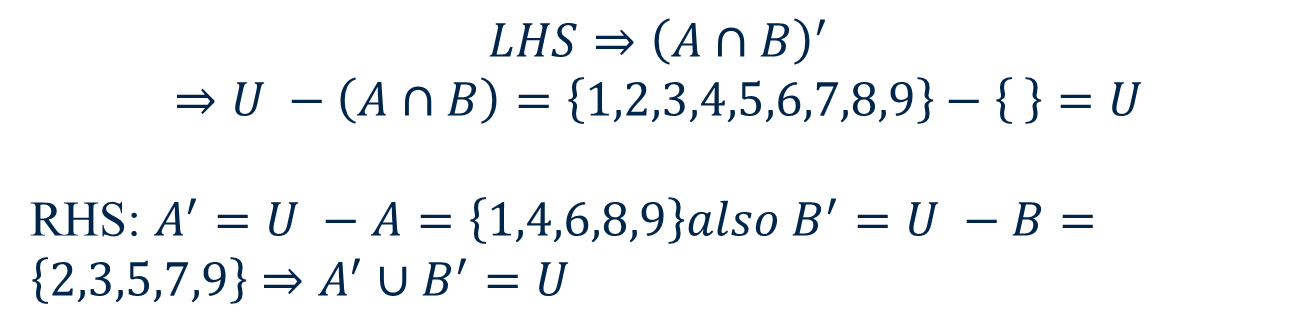 LHS ⇒ (A ∩ B)′
⇒ U − (A ∩ B) = {1,2,3,4,5,6,7,8,9} − { } = U
RHS: A′ = U − A = {1,4,6,8,9}also B′ = U − B =
{2,3,5,7,9} ⇒ A′ ∪ B′ = U